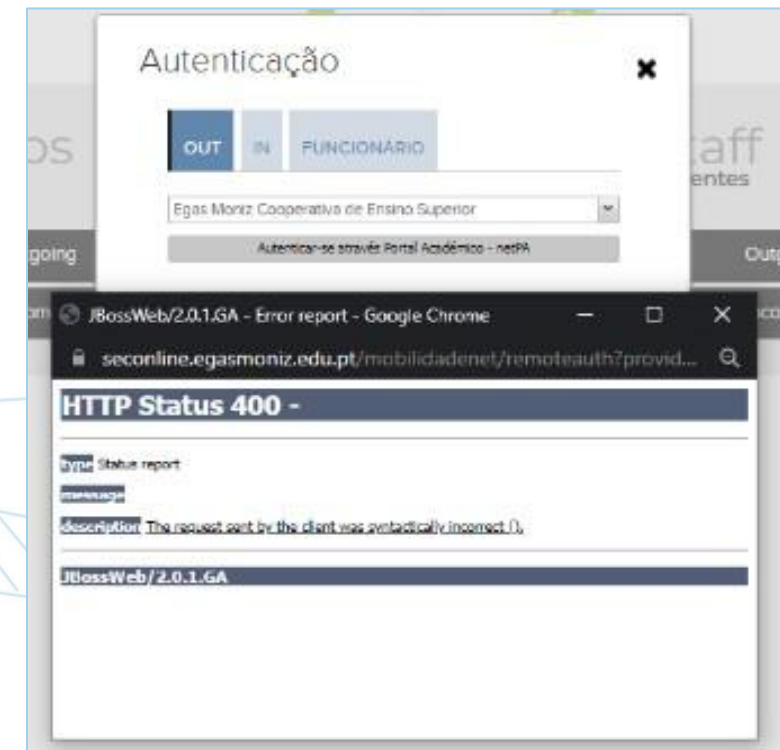 Autenticação
OUT IN FUNCIONÁRIO
Egas Moniz Cooperativa de Ensino Superior
Autenticar-se através Portal Académico - netPA
os
taff
entes
going
Outg
om
JBossWeb/2.0.1.GA - Error report - Google Chrome
seconline.egasmoniz.edu.pt/mobilidadenet/remoteauth?provid...
HTTP Status 400 -
type Status report
message
description The request sent by the client was syntactically incorrect ().
JBossWeb/2.0.1.GA